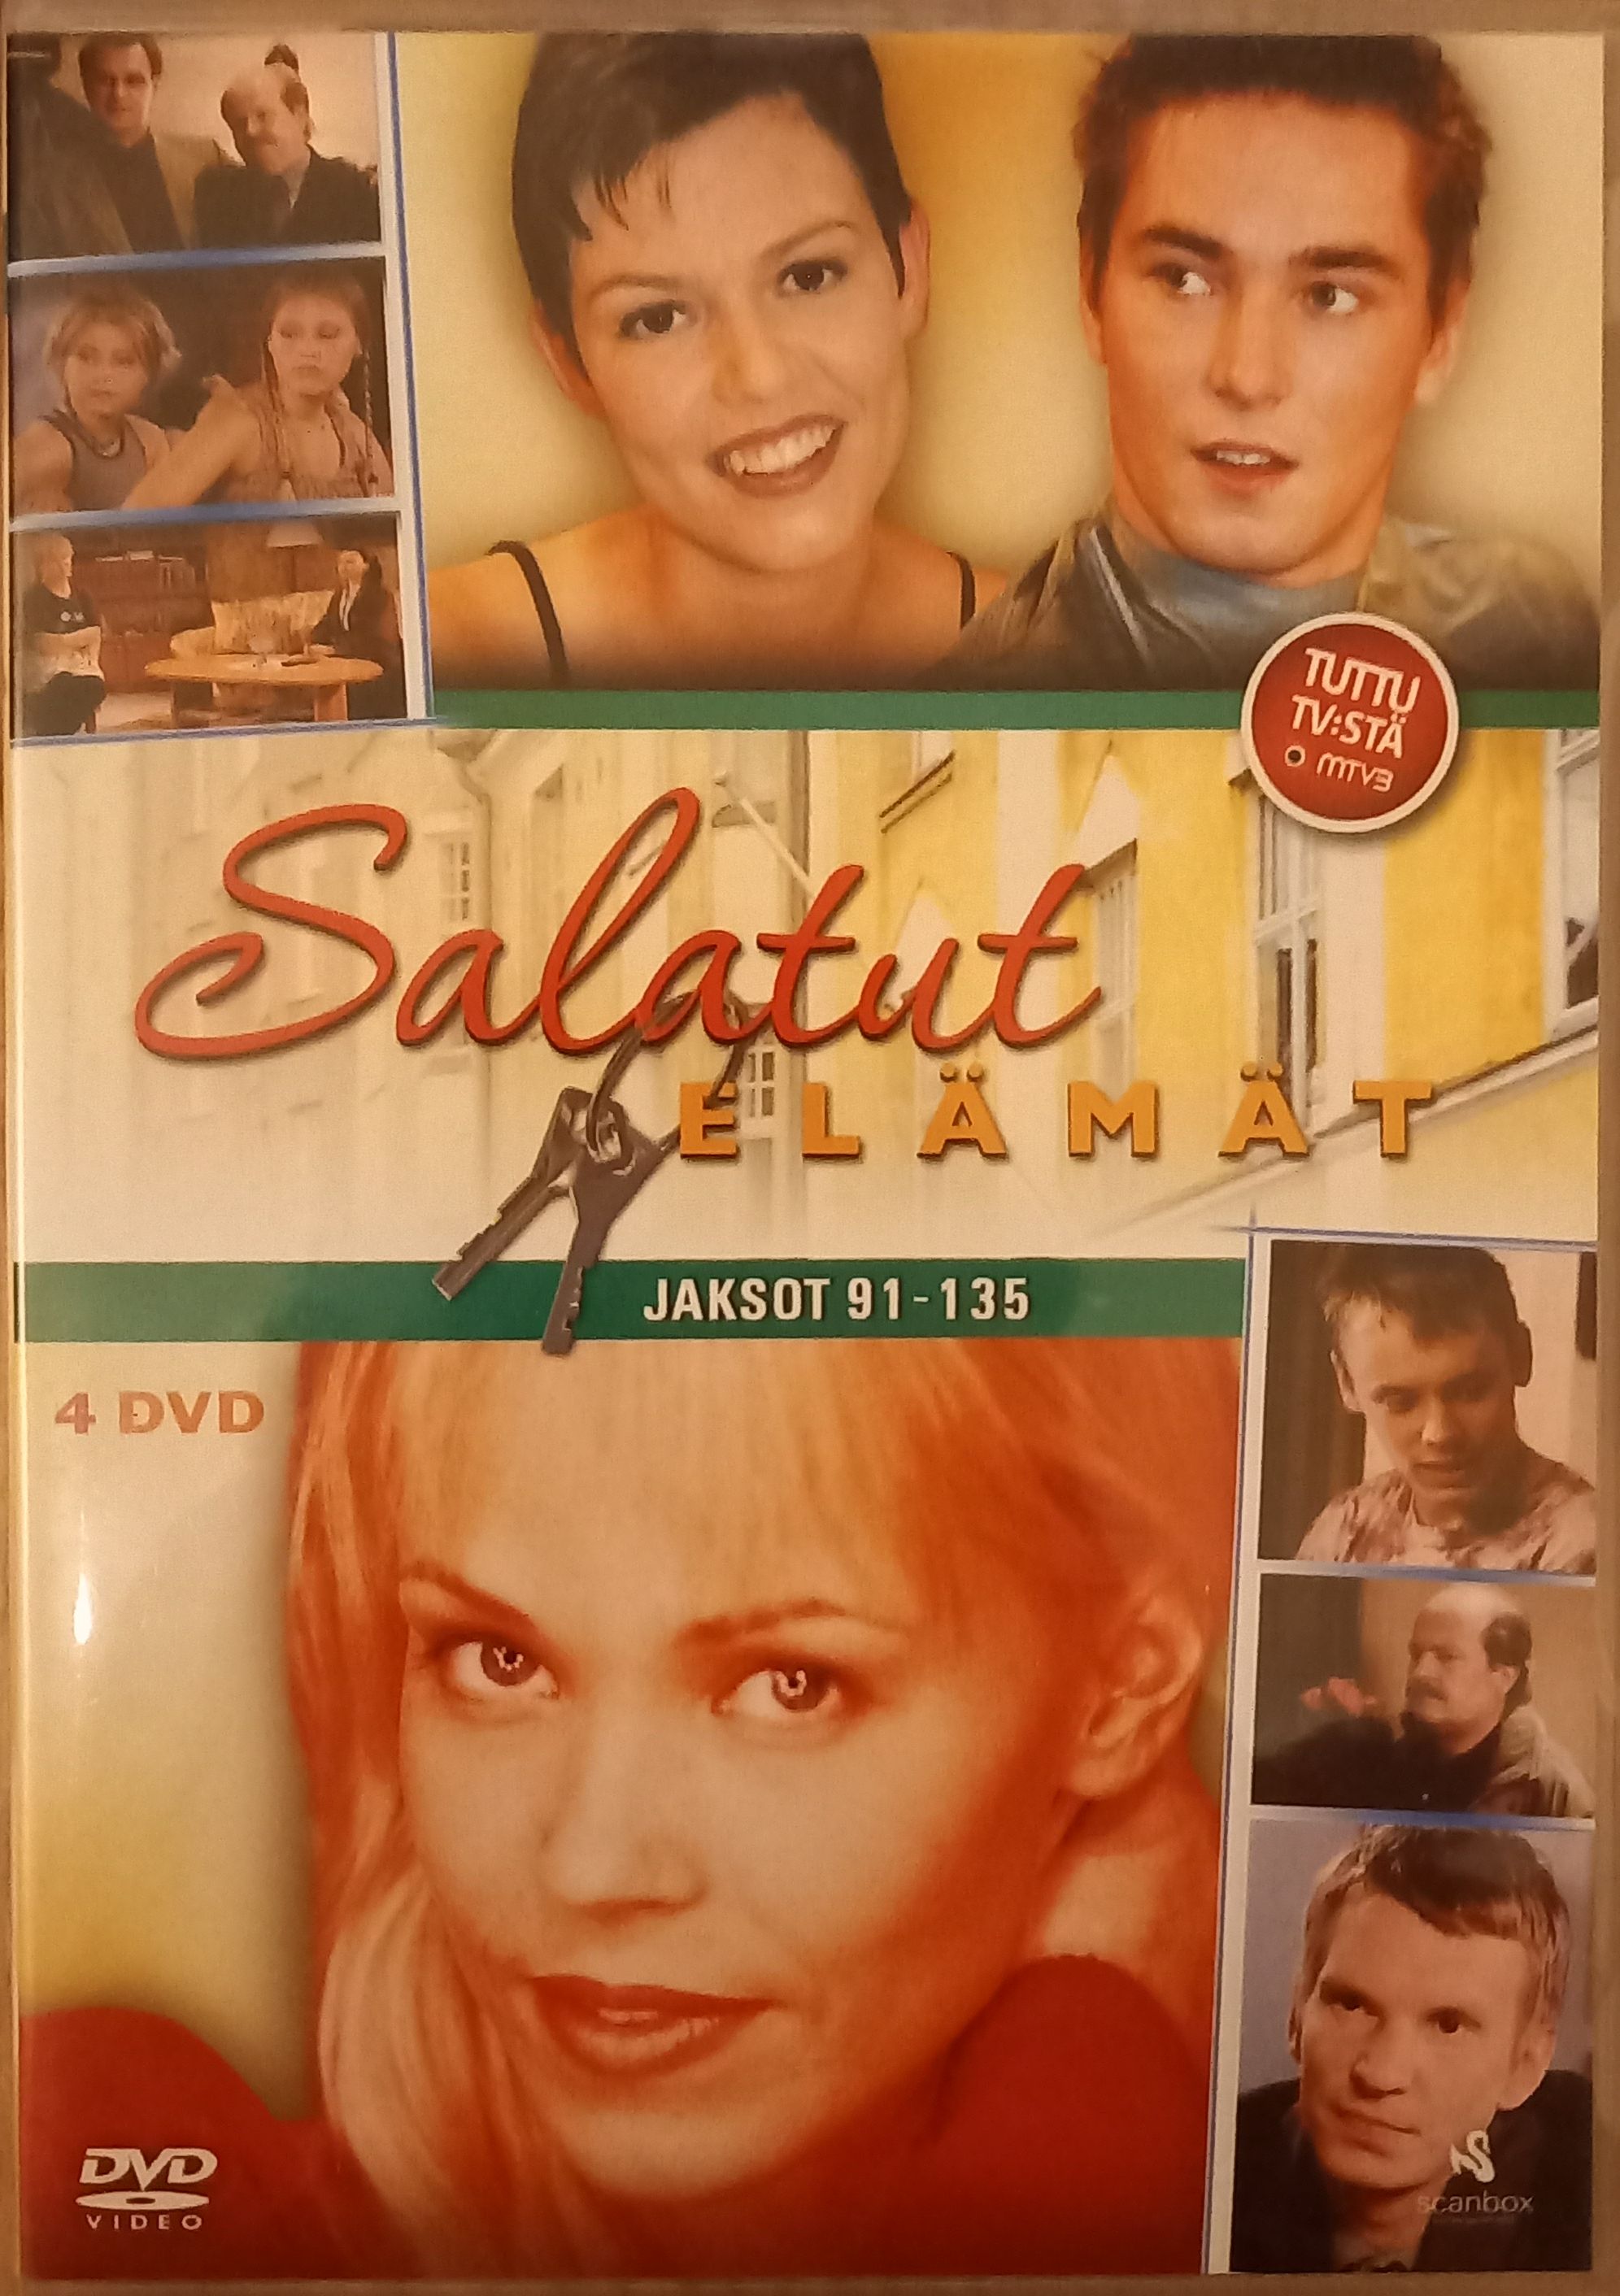 TUTTU
TV:STÄ
MTV3
Salatut
ELÄMÄT
JAKSOT 91-135
4 DVD
DVD
VIDEO
scanbox